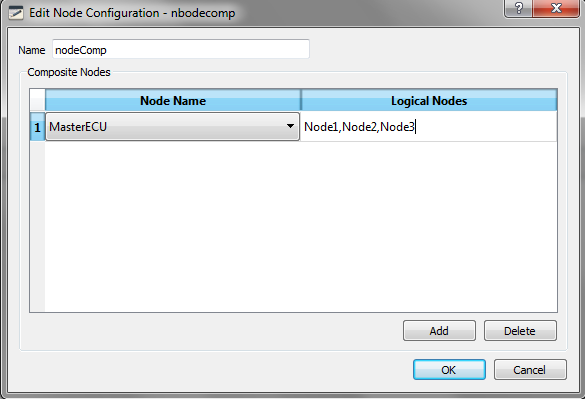 Edit Node Configuration - nbodecomp
Name nodeComp
Composite Nodes
Node Name Logical Nodes
1 MasterECU Node1,Node2,Node3
Add Delete
OK Cancel